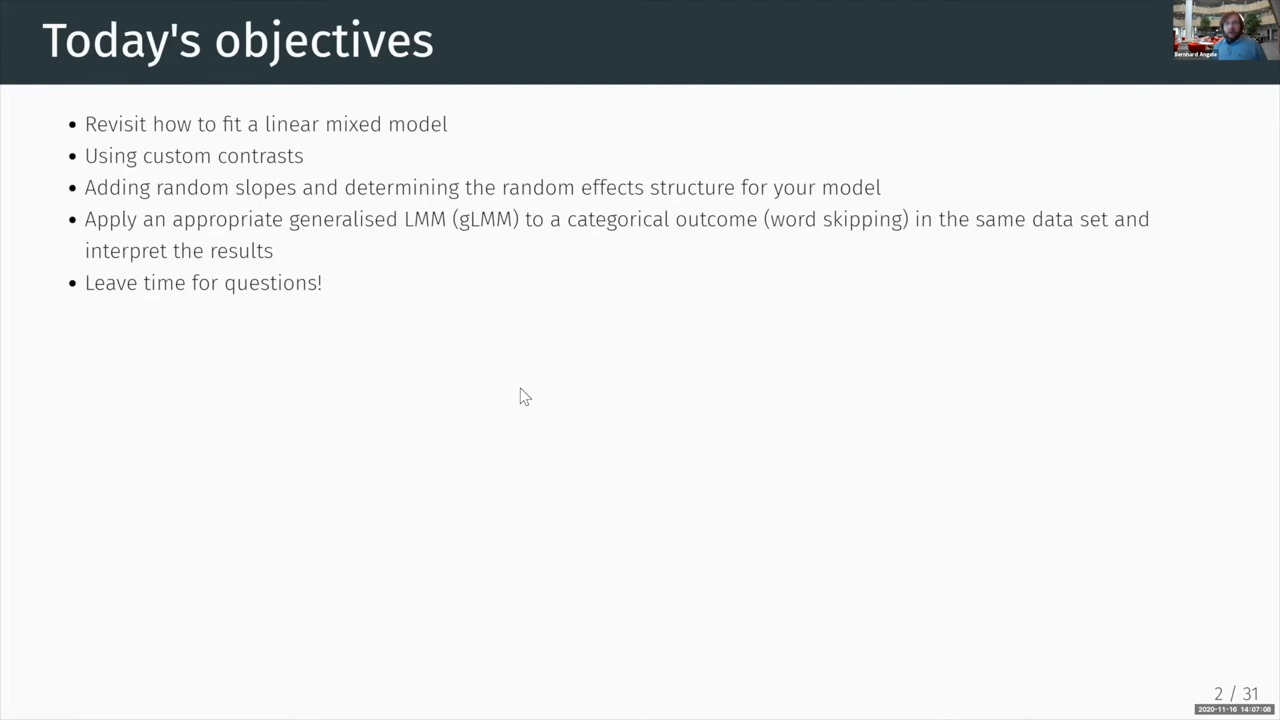 Today's objectives
Bernhard Angele
• Revisit how to fit a linear mixed model
• Using custom contrasts
• Adding random slopes and determining the random effects structure for your model
• Apply an appropriate generalised LMM (gLMM) to a categorical outcome (word skipping) in the same data set and
interpret the results
• Leave time for questions!
2 / 31
2020-11-16 14:07:08